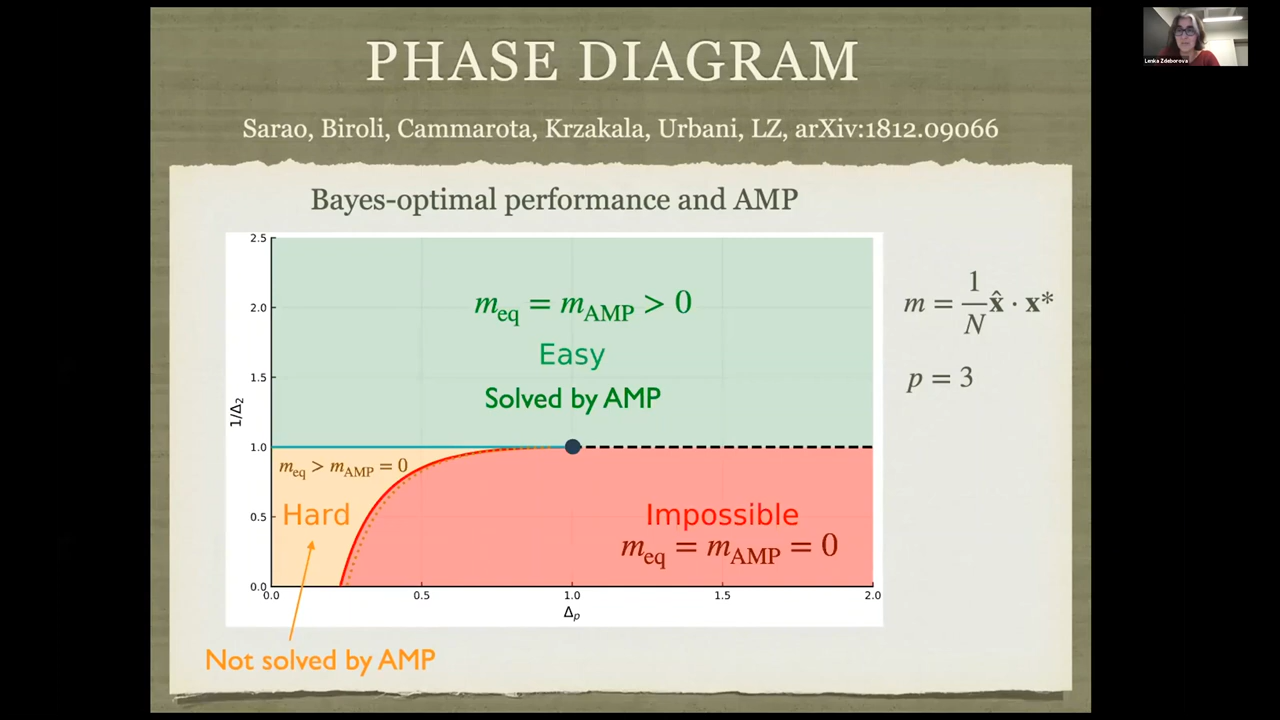 PHASE DIAGRAM
Lenka Zdeborova
Sarao, Biroli, Cammarota, Krzakala, Urbani, LZ, arXiv:1812.09066
Bayes-optimal performance and AMP
2.5
2.0
1.5
1.0
0.5
0.0
1/Δ₂
m_eq = m_AMP > 0
Easy
Solved by AMP
m_eq > m_AMP = 0
Hard
Impossible
m_eq = m_AMP = 0
0.0 0.5 1.0 1.5 2.0
Δ_p
Not solved by AMP
m = 1/N x̂ · x*
p = 3